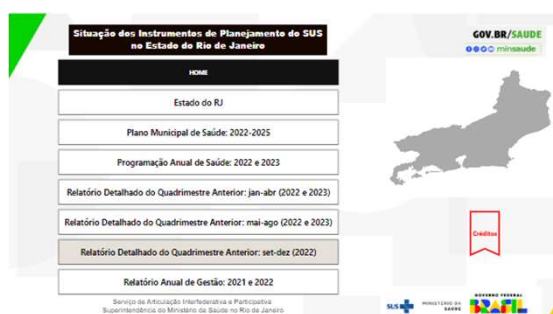 Situação dos Instrumentos de Planejamento do SUS
no Estado do Rio de Janeiro
GOV.BR/SAUDE
minsaude
HOME
Estado do RJ
Plano Municipal de Saúde: 2022-2025
Programação Anual de Saúde: 2022 e 2023
Relatório Detalhado do Quadrimestre Anterior: jan-abr (2022 e 2023)
Relatório Detalhado do Quadrimestre Anterior: mai-ago (2022 e 2023)
Créditos
Relatório Detalhado do Quadrimestre Anterior: set-dez (2022)
Relatório Anual de Gestão: 2021 e 2022
Serviço de Articulação Interfederativa e Participativa
Superintendência do Ministério da Saúde no Rio de Janeiro
SUS
MINISTÉRIO DA
SAÚDE
GOVERNO FEDERAL
BRASIL